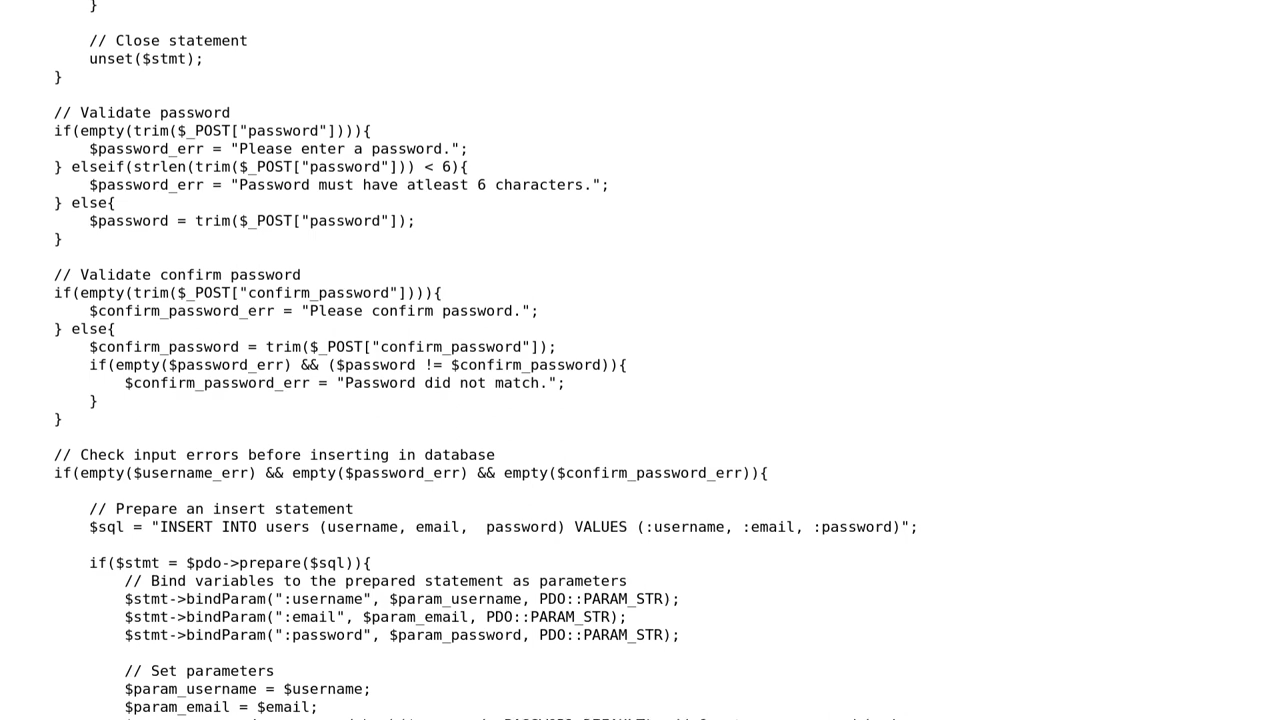 }
// Close statement
unset($stmt);
}
// Validate password
if(empty(trim($_POST["password"]))){
$password_err = "Please enter a password.";
} elseif(strlen(trim($_POST["password"])) < 6){
$password_err = "Password must have atleast 6 characters.";
} else{
$password = trim($_POST["password"]);
}
// Validate confirm password
if(empty(trim($_POST["confirm_password"]))){
$confirm_password_err = "Please confirm password.";
} else{
$confirm_password = trim($_POST["confirm_password"]);
if(empty($password_err) && ($password != $confirm_password)){
$confirm_password_err = "Password did not match.";
}
}
// Check input errors before inserting in database
if(empty($username_err) && empty($password_err) && empty($confirm_password_err)){
// Prepare an insert statement
$sql = "INSERT INTO users (username, email,  password) VALUES (:username, :email, :password)";
if($stmt = $pdo->prepare($sql)){
// Bind variables to the prepared statement as parameters
$stmt->bindParam(":username", $param_username, PDO::PARAM_STR);
$stmt->bindParam(":email", $param_email, PDO::PARAM_STR);
$stmt->bindParam(":password", $param_password, PDO::PARAM_STR);
// Set parameters
$param_username = $username;
$param_email = $email;